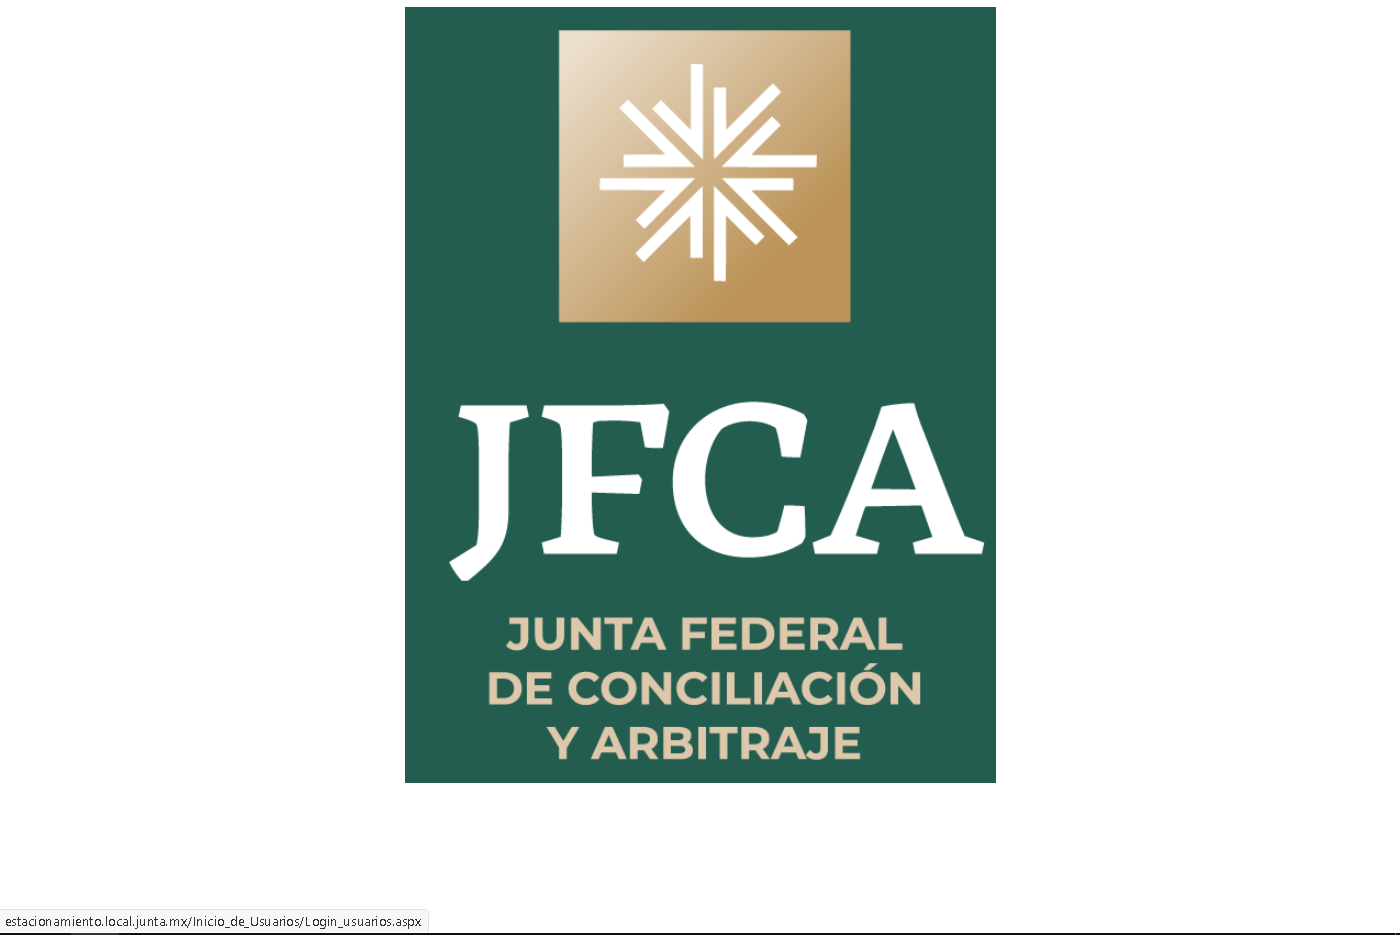 JFCA
JUNTA FEDERAL
DE CONCILIACIÓN
Y ARBITRAJE
estacionamiento.local.junta.mx/Inicio_de_Usuarios/Login_usuarios.aspx